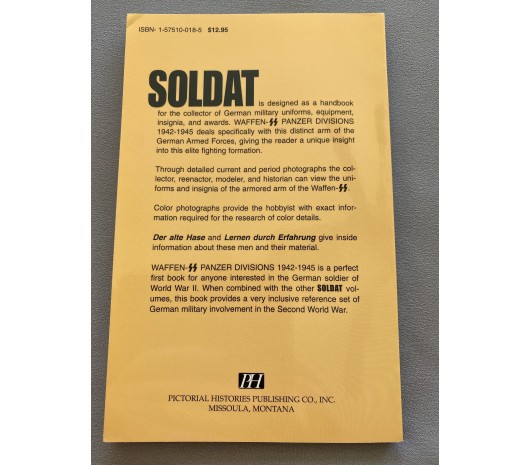 ISBN- 1-57510-018-5 $12.95
SOLDAT is designed as a handbook
for the collector of German military uniforms, equipment,
insignia, and awards. WAFFEN-SS PANZER DIVISIONS
1942-1945 deals specifically with this distinct arm of the
German Armed Forces, giving the reader a unique insight
into this elite fighting formation.
Through detailed current and period photographs the col-
lector, reenactor, modeler, and historian can view the uni-
forms and insignia of the armored arm of the Waffen-SS.
Color photographs provide the hobbyist with exact infor-
mation required for the research of color details.
Der alte Hase and Lernen durch Erfahrung give inside
information about these men and their material.
WAFFEN-SS PANZER DIVISIONS 1942-1945 is a perfect
first book for anyone interested in the German soldier of
World War II. When combined with the other SOLDAT vol-
umes, this book provides a very inclusive reference set of
German military involvement in the Second World War.
PH
PICTORIAL HISTORIES PUBLISHING CO., INC.
MISSOULA, MONTANA